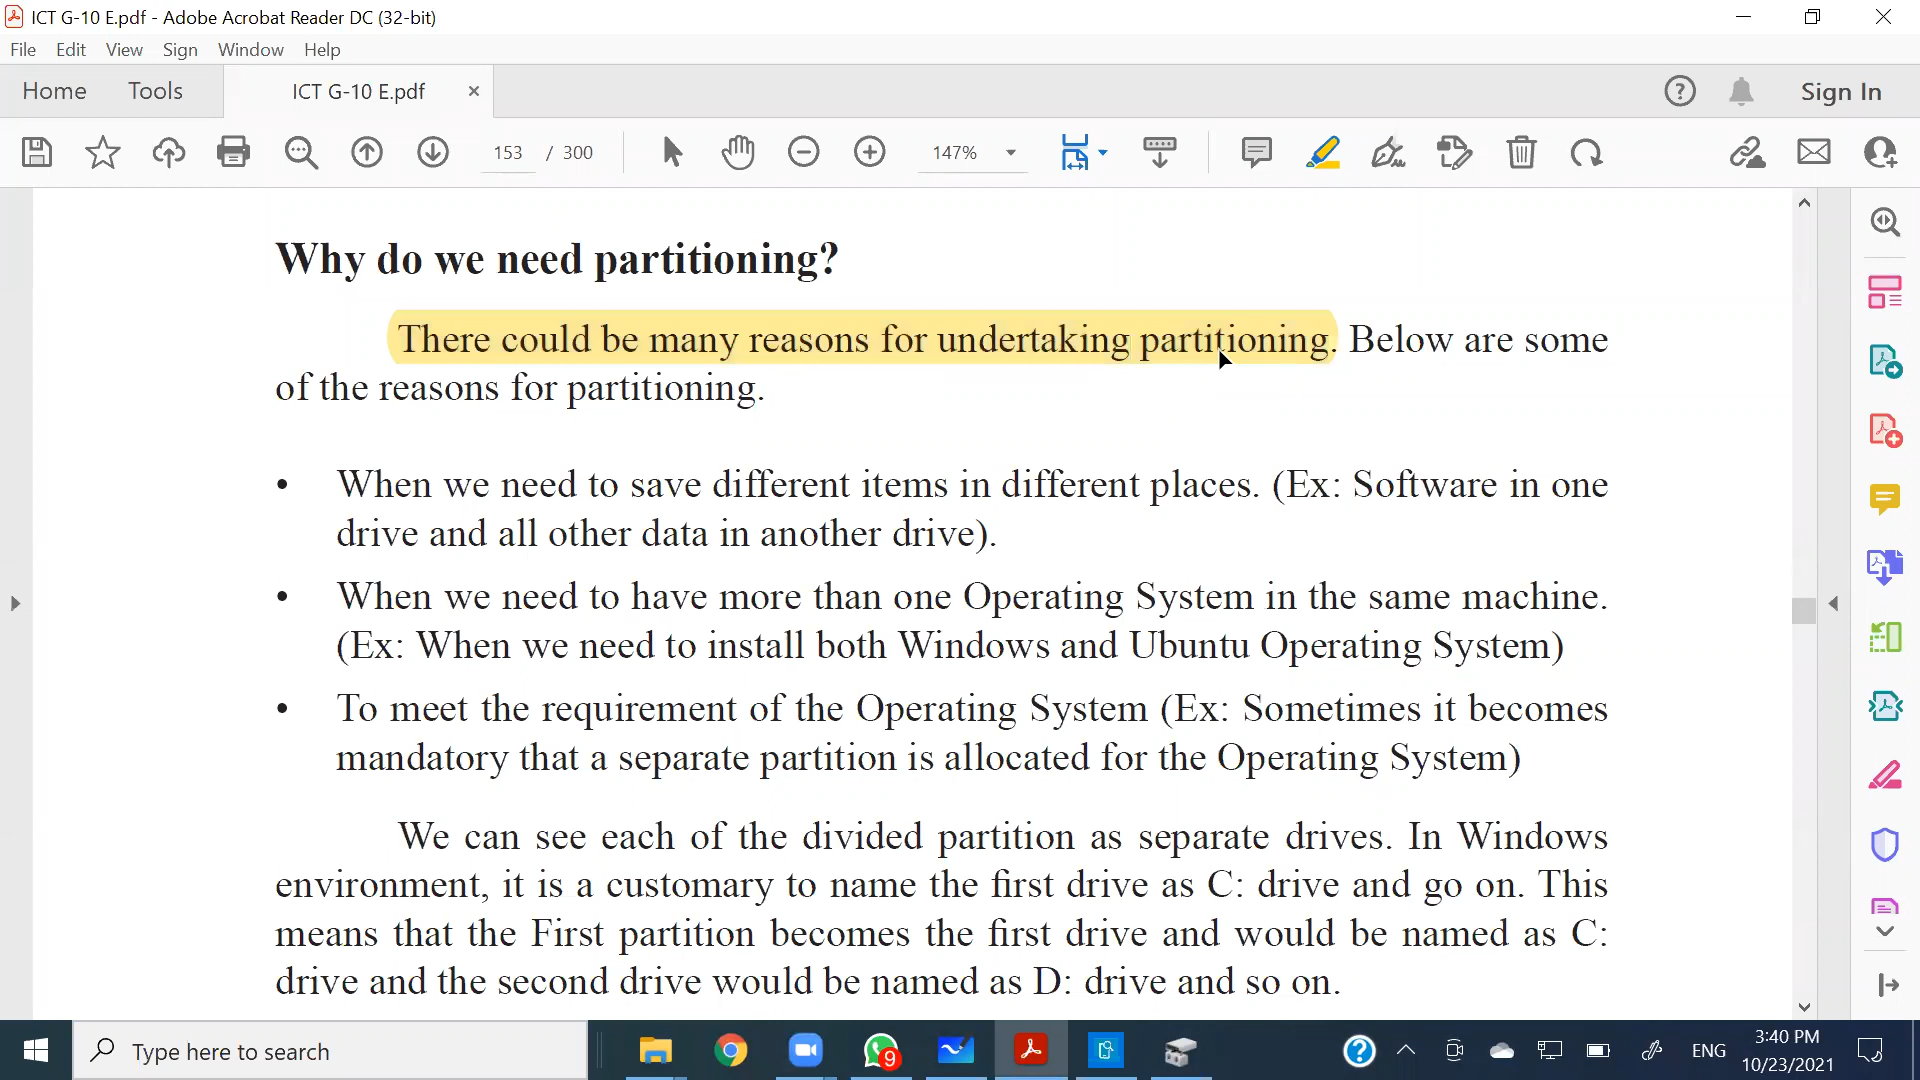 ICT G-10 E.pdf - Adobe Acrobat Reader DC (32-bit)
File Edit View Sign Window Help
Home Tools ICT G-10 E.pdf × Sign In
153 / 300 147%
Why do we need partitioning?
There could be many reasons for undertaking partitioning. Below are some
of the reasons for partitioning.
• When we need to save different items in different places. (Ex: Software in one
drive and all other data in another drive).
• When we need to have more than one Operating System in the same machine.
(Ex: When we need to install both Windows and Ubuntu Operating System)
• To meet the requirement of the Operating System (Ex: Sometimes it becomes
mandatory that a separate partition is allocated for the Operating System)
We can see each of the divided partition as separate drives. In Windows
environment, it is a customary to name the first drive as C: drive and go on. This
means that the First partition becomes the first drive and would be named as C:
drive and the second drive would be named as D: drive and so on.
Type here to search
9
ENG
3:40 PM
10/23/2021